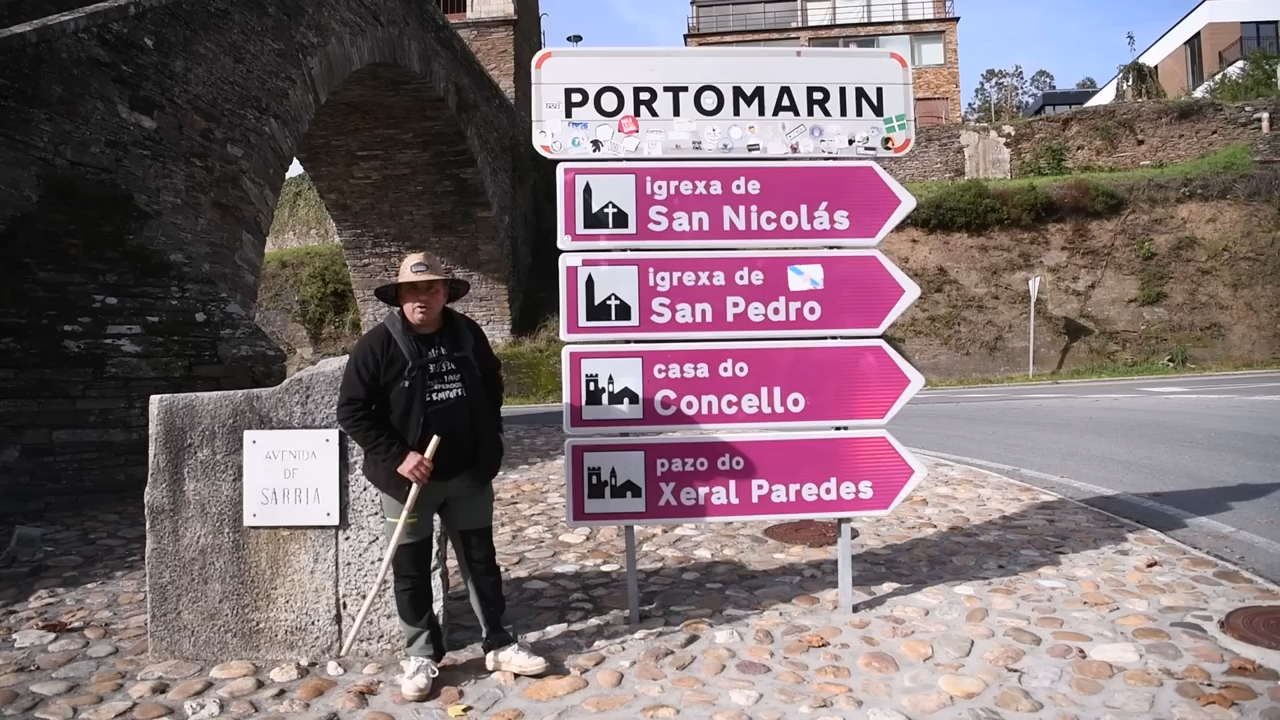 PORTOMARIN
igrexa de
San Nicolás
igrexa de
San Pedro
casa do
Concello
pazo do
Xeral Paredes
AVENIDA
DE
SARRIA